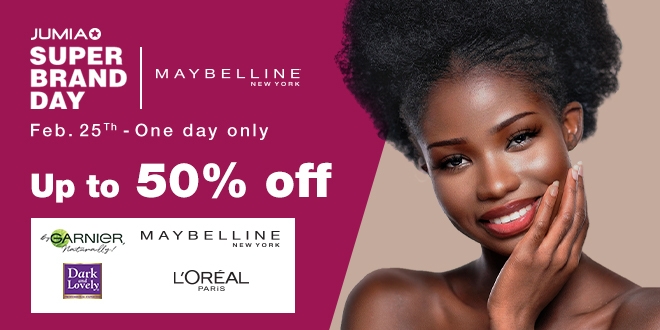 JUMIA
SUPER
BRAND
DAY
MAYBELLINE
NEW YORK
Feb. 25Th - One day only
Up to 50% off
by GARNIER,
Naturally!
MAYBELLINE
NEW YORK
Dark
and
Lovely
L'ORÉAL
PARIS